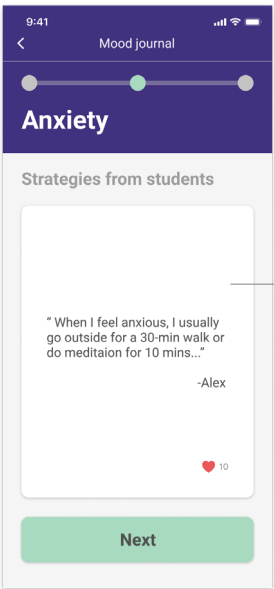 9:41
Mood journal
Anxiety
Strategies from students
“ When I feel anxious, I usually
go outside for a 30-min walk or
do meditaion for 10 mins...”
-Alex
10
Next